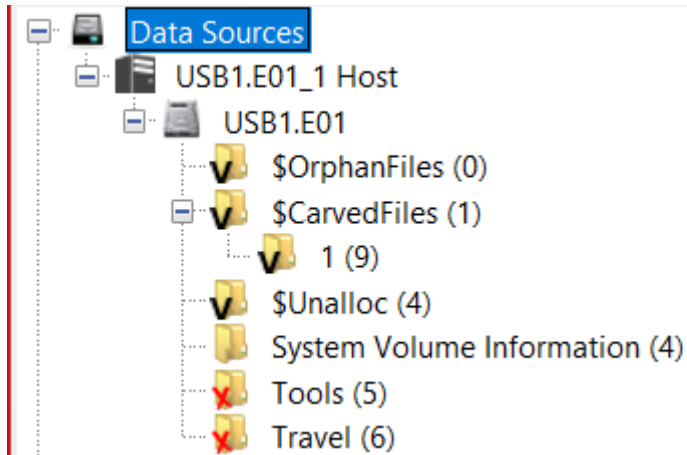 Data Sources
USB1.E01_1 Host
USB1.E01
$OrphanFiles (0)
$CarvedFiles (1)
1 (9)
$Unalloc (4)
System Volume Information (4)
Tools (5)
Travel (6)